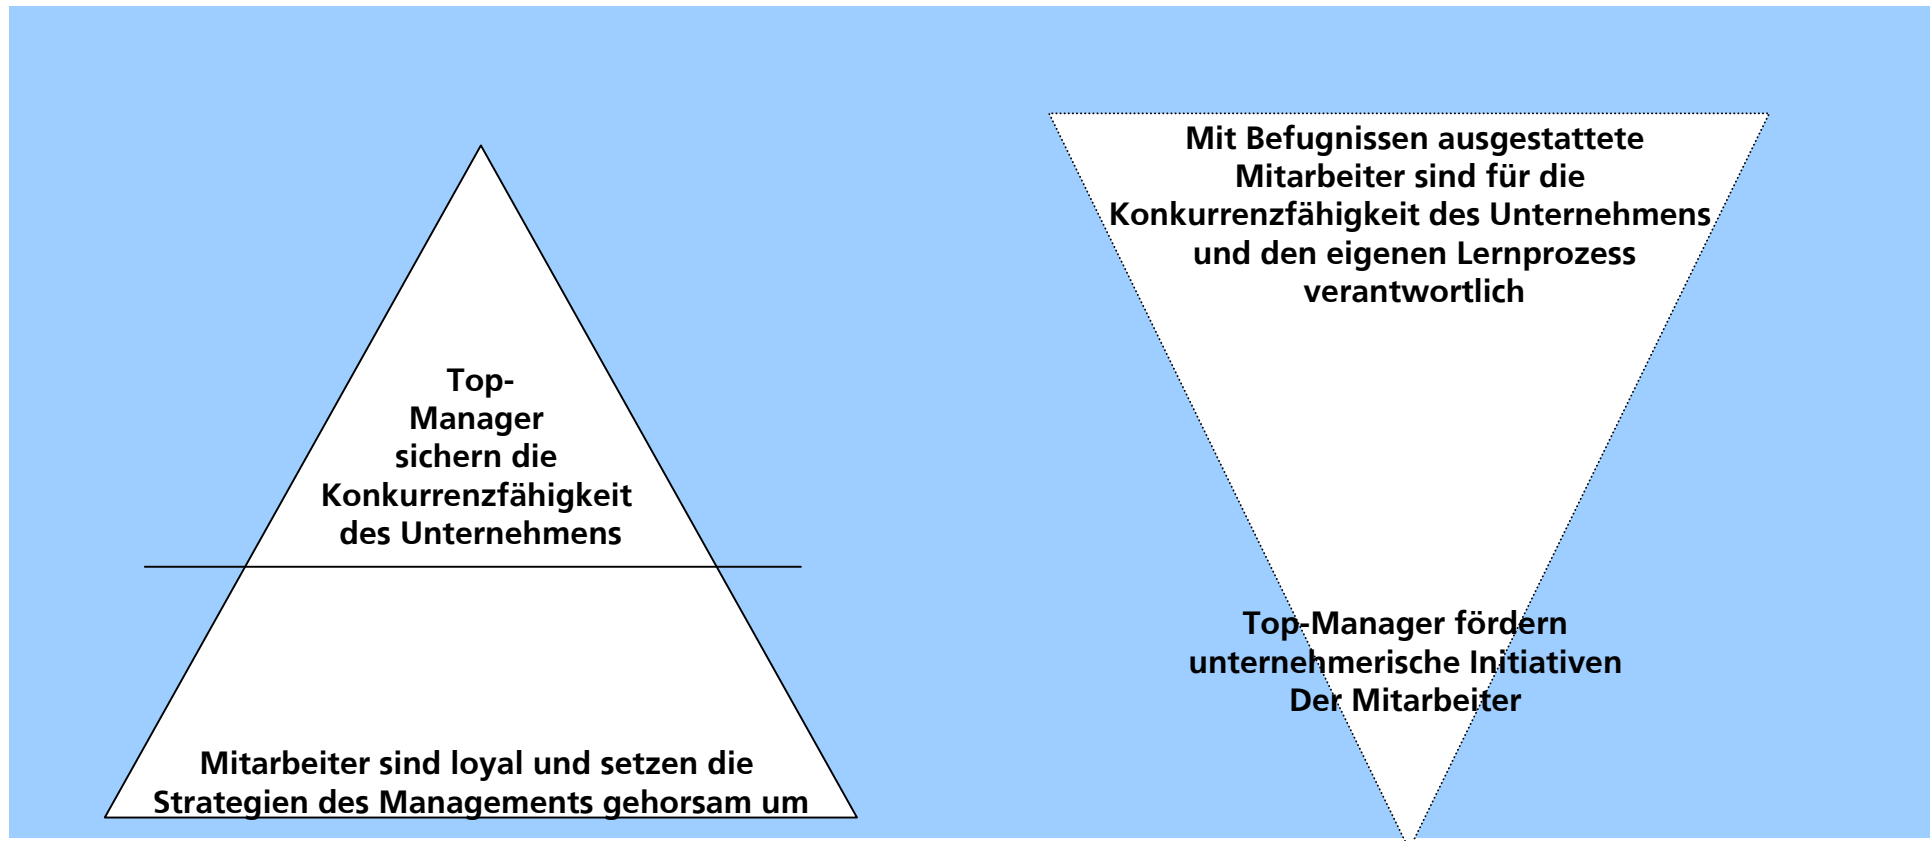 Top-
Manager
sichern die
Konkurrenzfähigkeit
des Unternehmens
Mitarbeiter sind loyal und setzen die
Strategien des Managements gehorsam um
Mit Befugnissen ausgestattete
Mitarbeiter sind für die
Konkurrenzfähigkeit des Unternehmens
und den eigenen Lernprozess
verantwortlich
Top-Manager fördern
unternehmerische Initiativen
Der Mitarbeiter